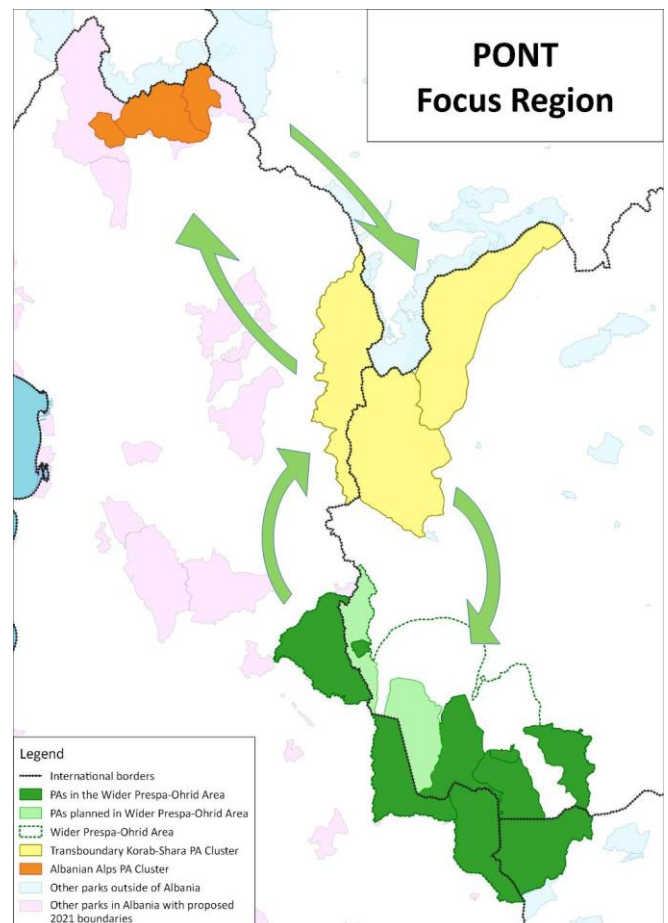 PONT
Focus Region
Legend
International borders
PAs in the Wider Prespa-Ohrid Area
PAs planned in Wider Prespa-Ohrid Area
Wider Prespa-Ohrid Area
Transboundary Korab-Shara PA Cluster
Albanian Alps PA Cluster
Other parks outside of Albania
Other parks in Albania with proposed
2021 boundaries